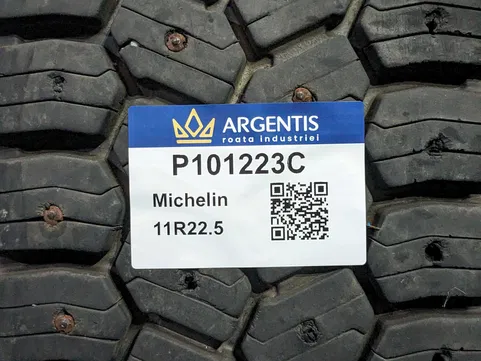 ARGENTIS
roata industriei
P101223C
Michelin
11R22.5